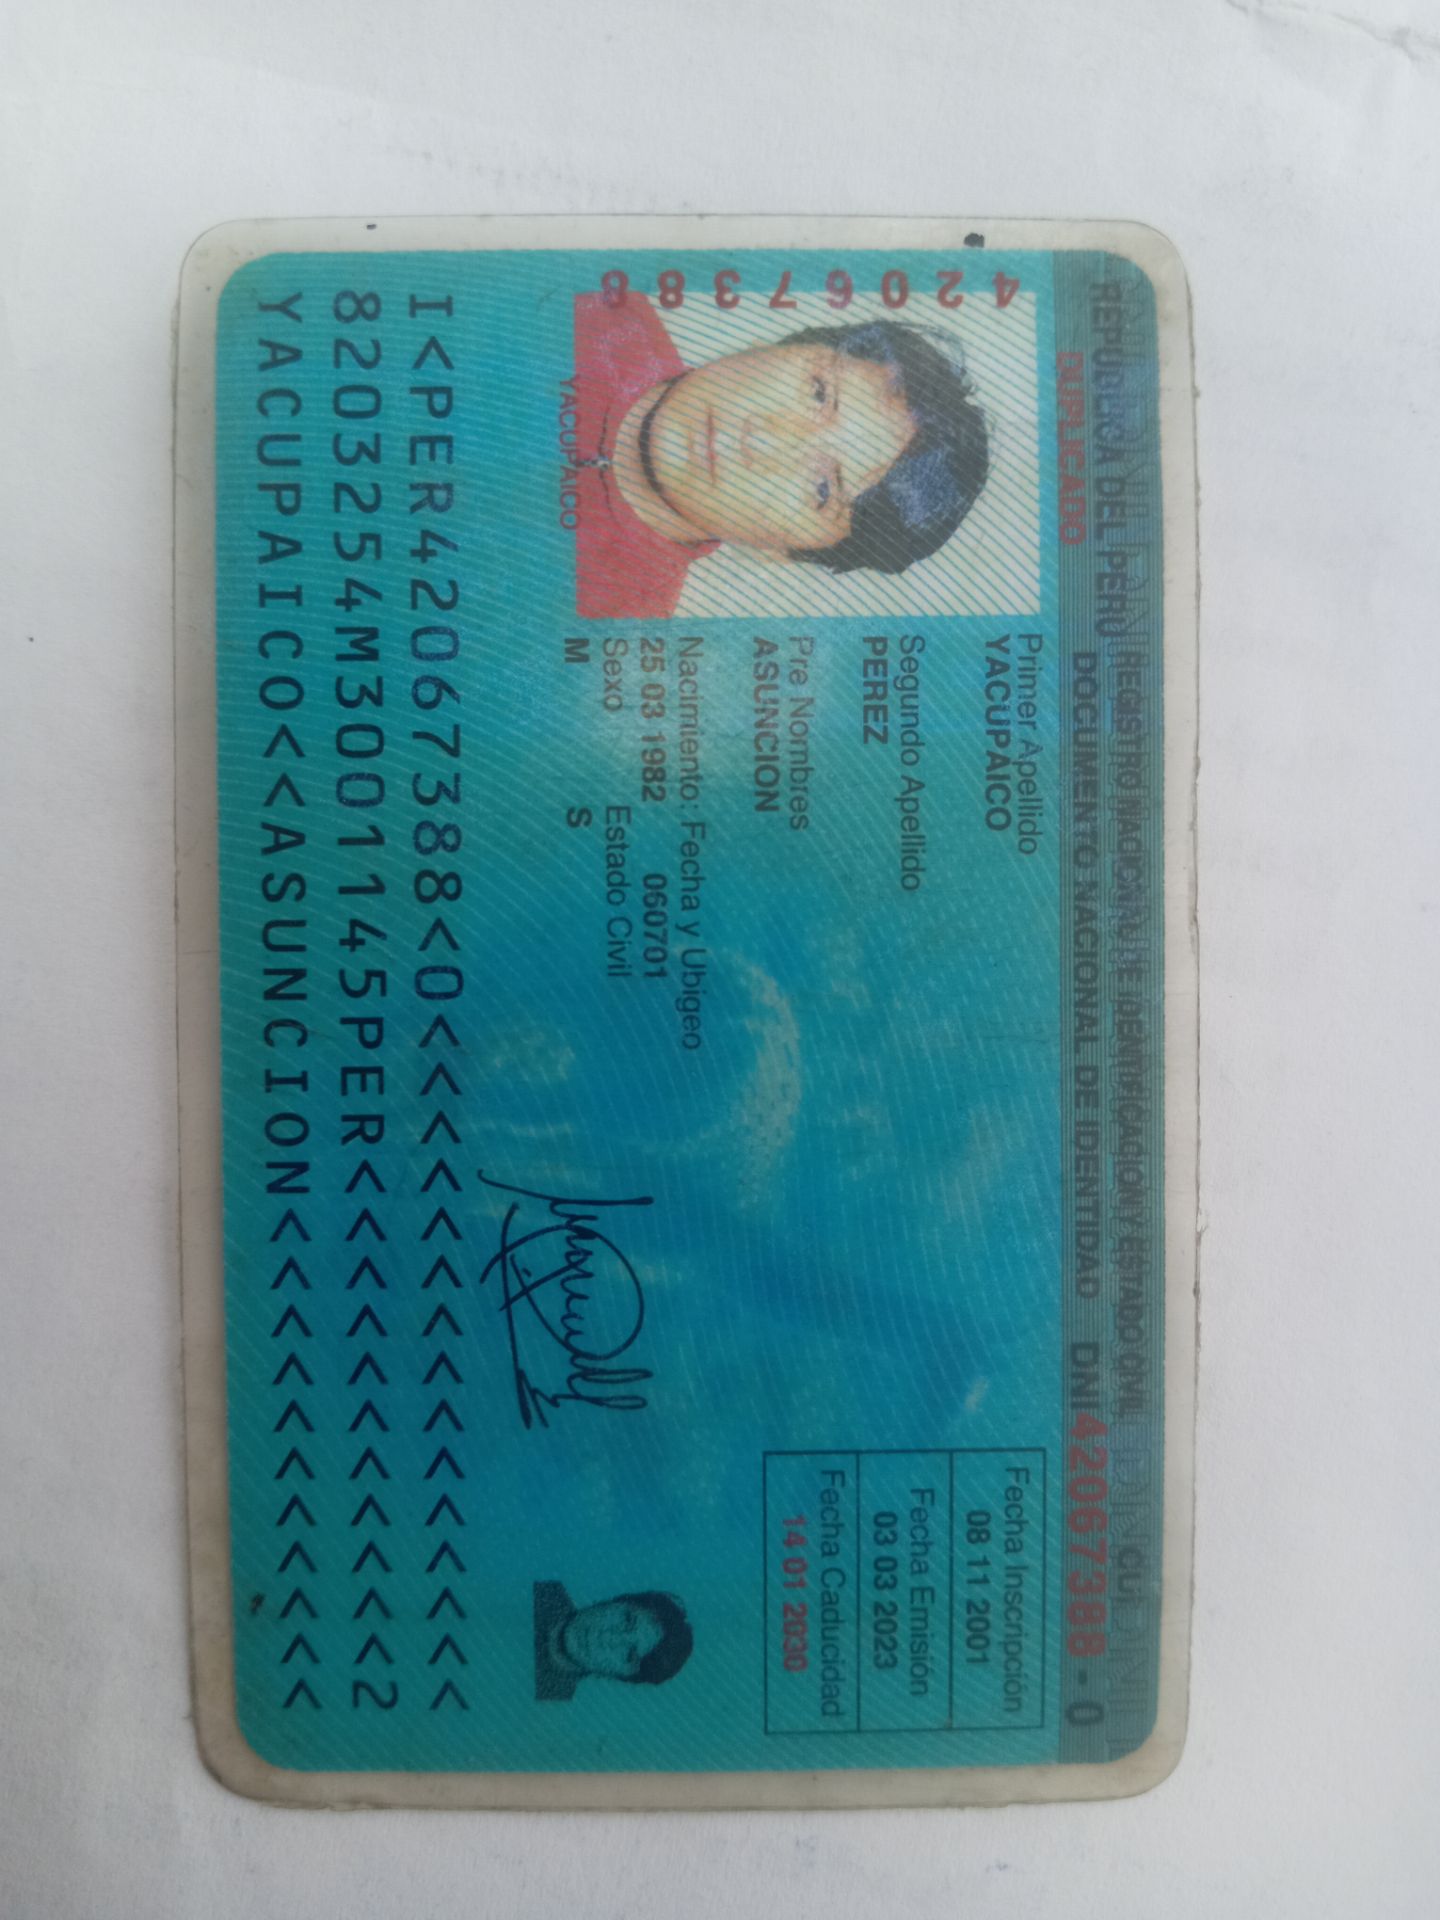 REPUBLICA DEL PERU REGISTRO NACIONAL DE IDENTIFICACION Y ESTADO CIVIL CUI
DUPLICADO DOCUMENTO NACIONAL DE IDENTIDAD DNI 42067388 - 0
42067388
YACUPAICO
Primer Apellido
YACUPAICO
Segundo Apellido
PEREZ
Pre Nombres
ASUNCION
Nacimiento: Fecha y Ubigeo
25 03 1982 060701
Sexo Estado Civil
M S
Fecha Inscripción
08 11 2001
Fecha Emisión
03 03 2023
Fecha Caducidad
14 01 2030
I<PER42067388<0<<<<<<<<<<<<<<<
8203254M3001145PER<<<<<<<<<<<2
YACUPAICO<<ASUNCION<<<<<<<<<<<